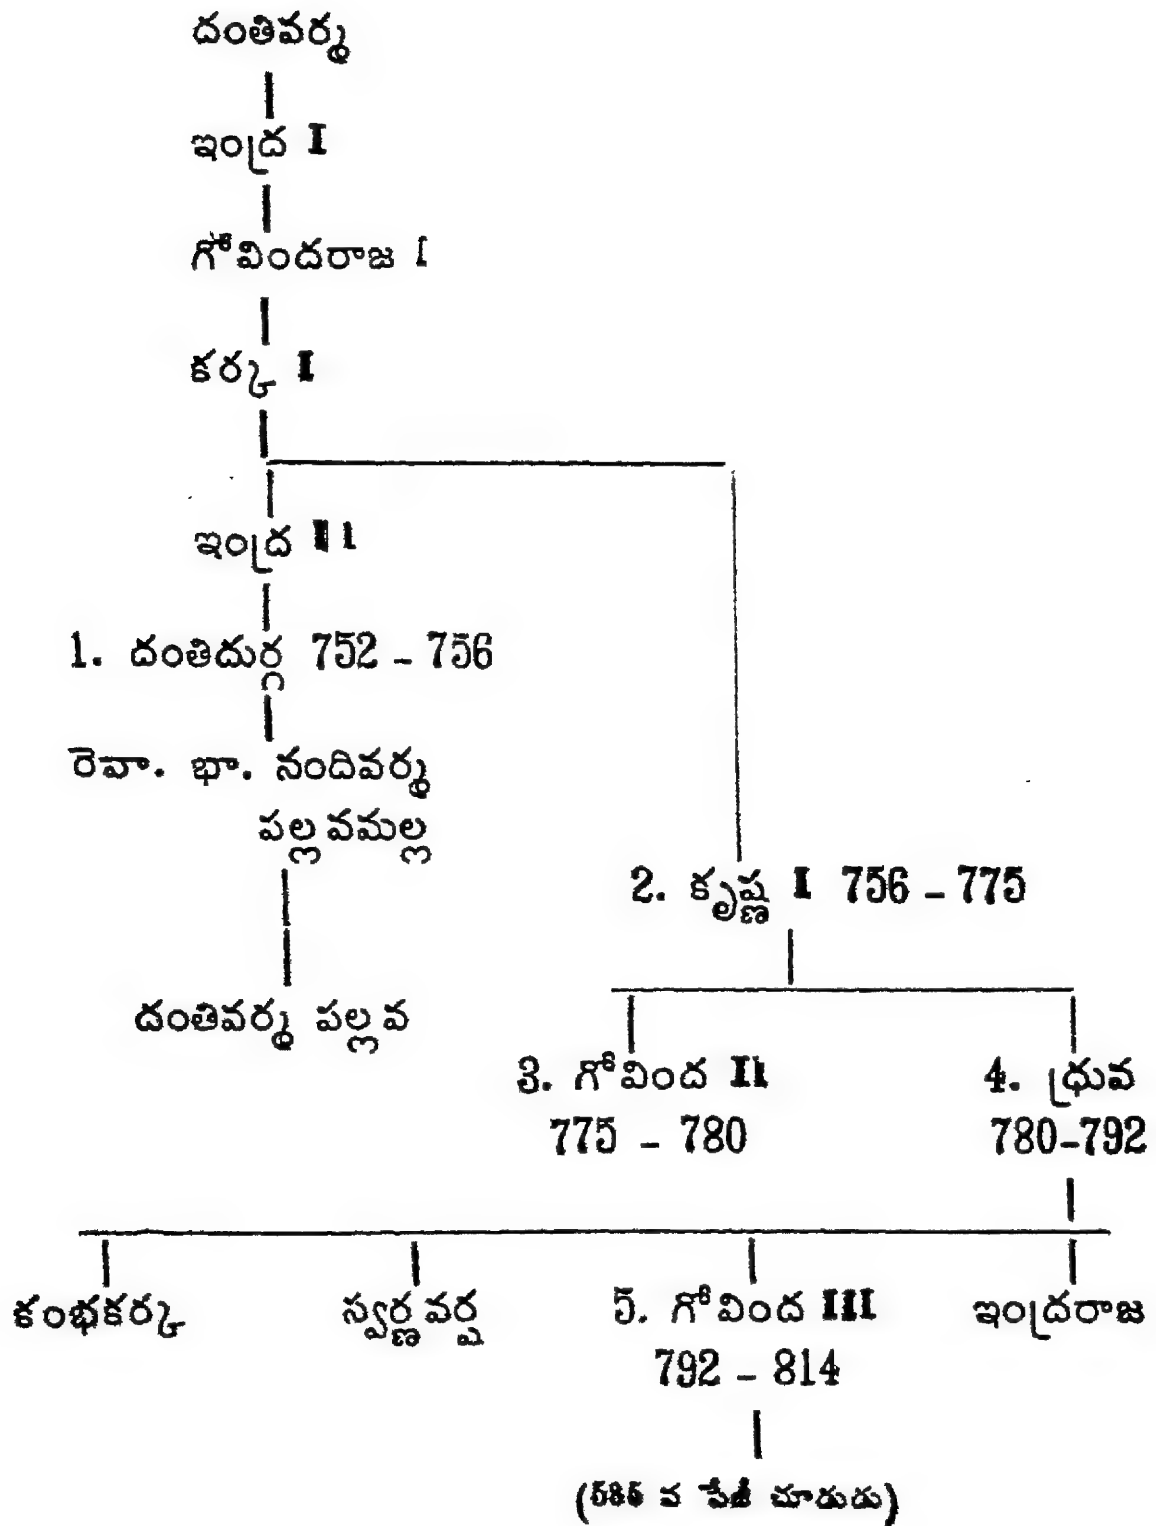 దంతివర్మ
ఇంద్ర I
గోవిందరాజ I
కర్క I
ఇంద్ర II
1. దంతిదుర్గ 752 - 756
రెవా. భా. నందివర్మ
పల్లవమల్ల
2. కృష్ణ I 756 - 775
దంతివర్మ పల్లవ
3. గోవింద II
775 - 780
4. ధ్రువ
780-792
కంభకర్క
స్వర్ణవర్ష
5. గోవింద III
792 - 814
ఇంద్రరాజ
వ పేజీ చూడుడు)